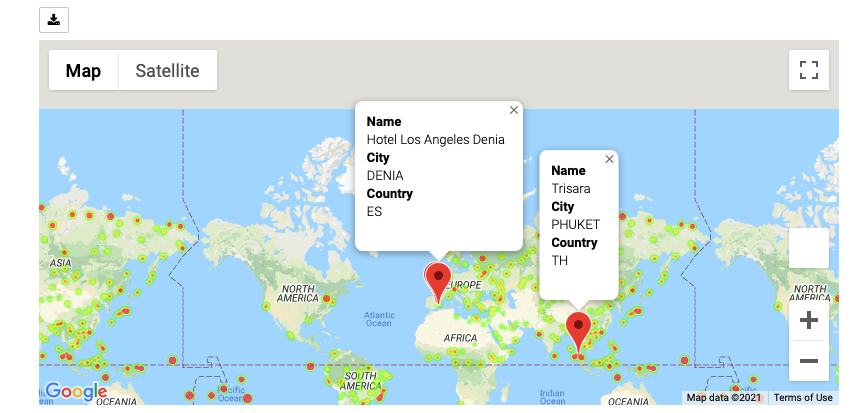 Map
Satellite
Name
Hotel Los Angeles Denia
City
DENIA
Country
ES
Name
Trisara
City
PHUKET
Country
TH
ASIA
NORTH
AMERICA
Atlantic
Ocean
EUROPE
AFRICA
NORTH
AMERICA
SOUTH
AMERICA
Pacific
Ocean
Indian
Ocean
OCEANIA
OCEANIA
Google
Map data ©2021
Terms of Use